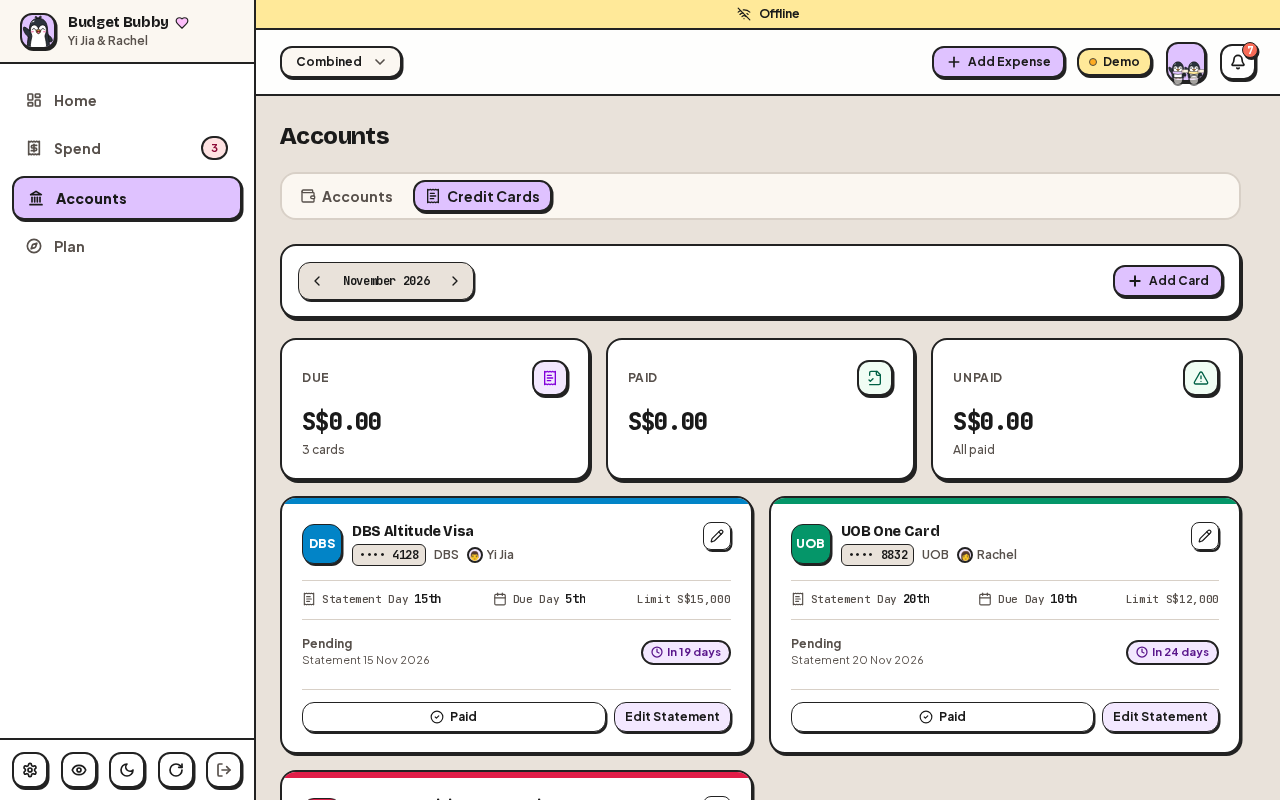 Budget Bubby
Yi Jia & Rachel
Home
Spend 3
Accounts
Plan
Offline
Combined
Add Expense
Demo
7
Accounts
Accounts
Credit Cards
November 2026
Add Card
DUE
S$0.00
3 cards
PAID
S$0.00
UNPAID
S$0.00
All paid
DBS
DBS Altitude Visa
•••• 4128 DBS Yi Jia
Statement Day 15th Due Day 5th Limit S$15,000
Pending
Statement 15 Nov 2026
In 19 days
Paid
Edit Statement
UOB
UOB One Card
•••• 8832 UOB Rachel
Statement Day 20th Due Day 10th Limit S$12,000
Pending
Statement 20 Nov 2026
In 24 days
Paid
Edit Statement